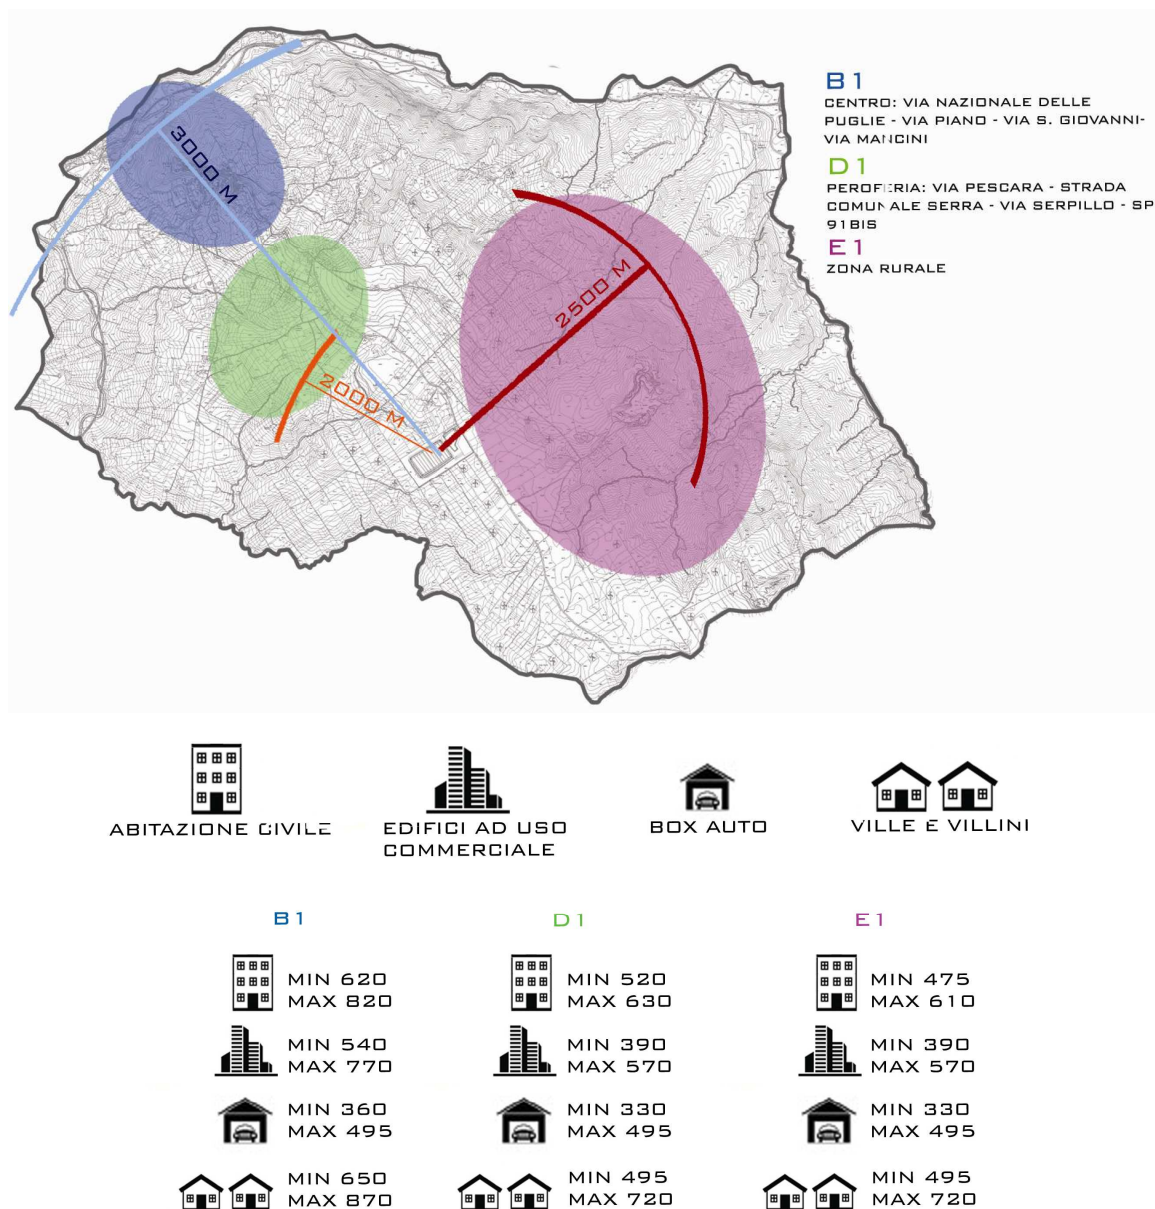 B1
CENTRO: VIA NAZIONALE DELLE
PUGLIE - VIA PIANO - VIA S. GIOVANNI-
VIA MANCINI
D1
PEROFERIA: VIA PESCARA - STRADA
COMUNALE SERRA - VIA SERPILLO - SP
91BIS
E1
ZONA RURALE
3000 M
2000 M
2500 M
ABITAZIONE CIVILE
EDIFICI AD USO
COMMERCIALE
BOX AUTO
VILLE E VILLINI
B1
MIN 620
MAX 820
MIN 540
MAX 770
MIN 360
MAX 495
MIN 650
MAX 870
D1
MIN 520
MAX 630
MIN 390
MAX 570
MIN 330
MAX 495
MIN 495
MAX 720
E1
MIN 475
MAX 610
MIN 390
MAX 570
MIN 330
MAX 495
MIN 495
MAX 720